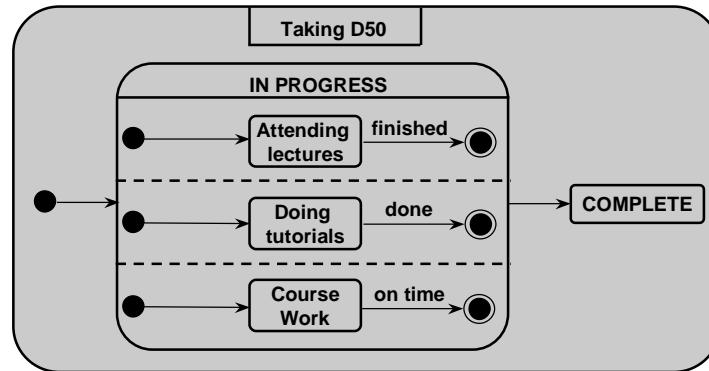 Taking D50
IN PROGRESS
Attending
lectures
finished
Doing
tutorials
done
COMPLETE
Course
Work
on time